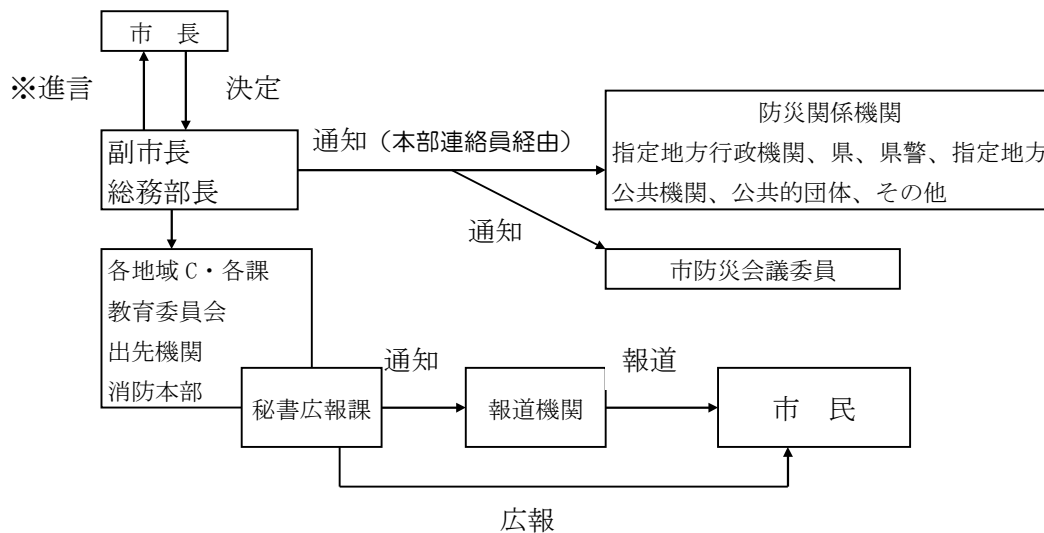 市　長
※進言
決定
副市長
総務部長
通知（本部連絡員経由）
防災関係機関
指定地方行政機関、県、県警、指定地方
公共機関、公共的団体、その他
通知
市防災会議委員
各地域C・各課
教育委員会
出先機関
消防本部
秘書広報課
通知
報道機関
報道
市　民
広報